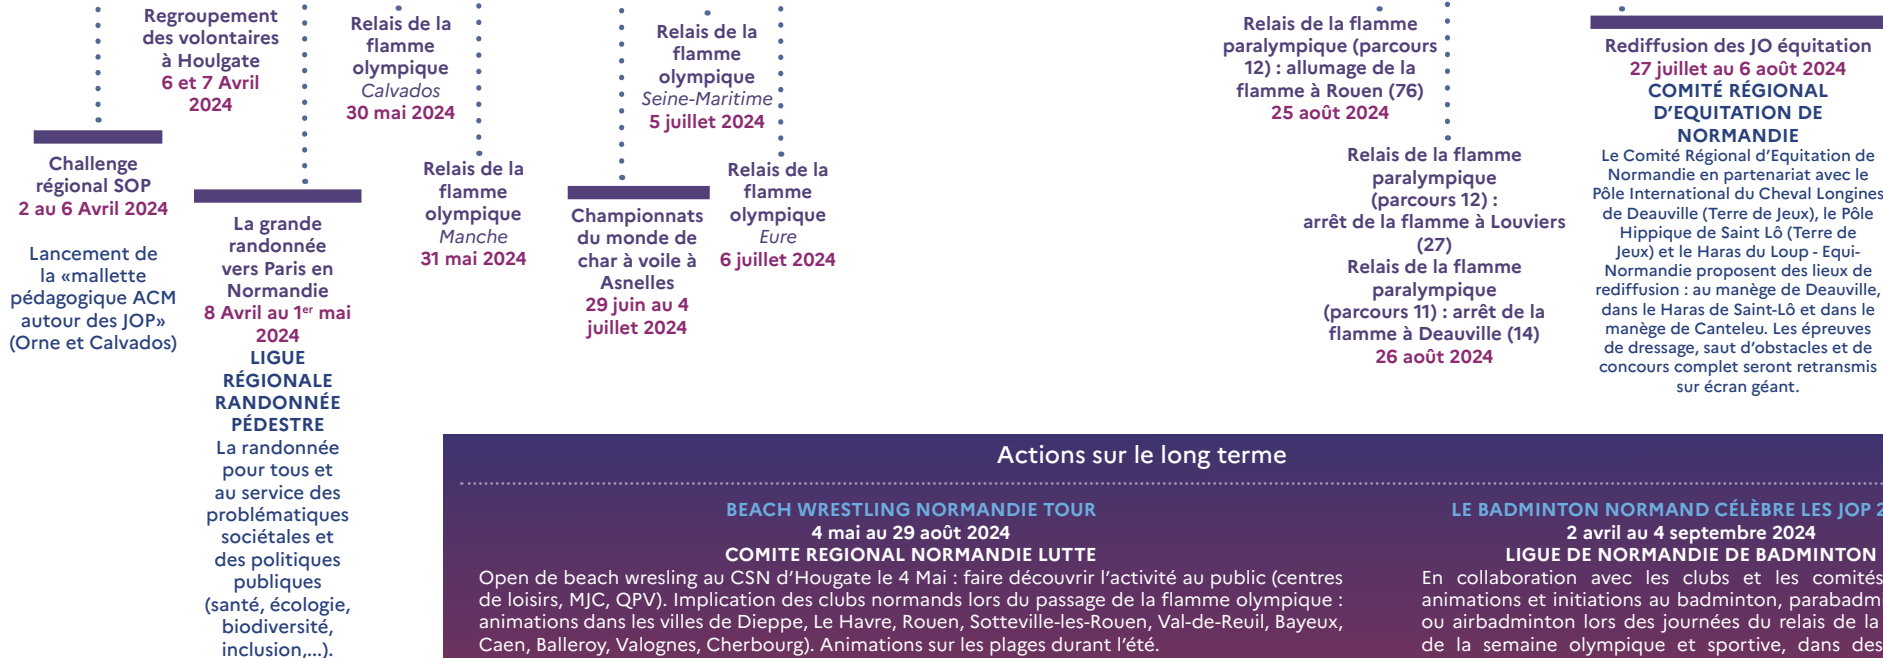 Regroupement
des volontaires
à Houlgate
6 et 7 Avril
2024
Relais de la
flamme
olympique
Calvados
30 mai 2024
Relais de la
flamme
olympique
Seine-Maritime
5 juillet 2024
Relais de la flamme
paralympique (parcours
12) : allumage de la
flamme à Rouen (76)
25 août 2024
Rediffusion des JO équitation
27 juillet au 6 août 2024
COMITÉ RÉGIONAL
D’EQUITATION DE
NORMANDIE
Le Comité Régional d’Equitation de
Normandie en partenariat avec le
Pôle International du Cheval Longines
de Deauville (Terre de Jeux), le Pôle
Hippique de Saint Lô (Terre de
Jeux) et le Haras du Loup - Equi-
Normandie proposent des lieux de
rediffusion : au manège de Deauville,
dans le Haras de Saint-Lô et dans le
manège de Canteleu. Les épreuves
de dressage, saut d’obstacles et de
concours complet seront retransmis
sur écran géant.
Challenge
régional SOP
2 au 6 Avril 2024
Lancement de
la «mallette
pédagogique ACM
autour des JOP»
(Orne et Calvados)
La grande
randonnée
vers Paris en
Normandie
8 Avril au 1er mai
2024
LIGUE
RÉGIONALE
RANDONNÉE
PÉDESTRE
La randonnée
pour tous et
au service des
problématiques
sociétales et
des politiques
publiques
(santé, écologie,
biodiversité,
inclusion,...).
Relais de la
flamme
olympique
Manche
31 mai 2024
Championnats
du monde de
char à voile à
Asnelles
29 juin au 4
juillet 2024
Relais de la
flamme
olympique
Eure
6 juillet 2024
Relais de la flamme
paralympique
(parcours 12) :
arrêt de la flamme à Louviers
(27)
Relais de la flamme
paralympique
(parcours 11) : arrêt de la
flamme à Deauville (14)
26 août 2024
Actions sur le long terme
BEACH WRESTLING NORMANDIE TOUR
4 mai au 29 août 2024
COMITE REGIONAL NORMANDIE LUTTE
Open de beach wresling au CSN d’Hougate le 4 Mai : faire découvrir l’activité au public (centres
de loisirs, MJC, QPV). Implication des clubs normands lors du passage de la flamme olympique :
animations dans les villes de Dieppe, Le Havre, Rouen, Sotteville-les-Rouen, Val-de-Reuil, Bayeux,
Caen, Balleroy, Valognes, Cherbourg). Animations sur les plages durant l’été.
LE BADMINTON NORMAND CÉLÈBRE LES JOP 2
2 avril au 4 septembre 2024
LIGUE DE NORMANDIE DE BADMINTON
En collaboration avec les clubs et les comités
animations et initiations au badminton, parabadmi
ou airbadminton lors des journées du relais de la
de la semaine olympique et sportive, dans des